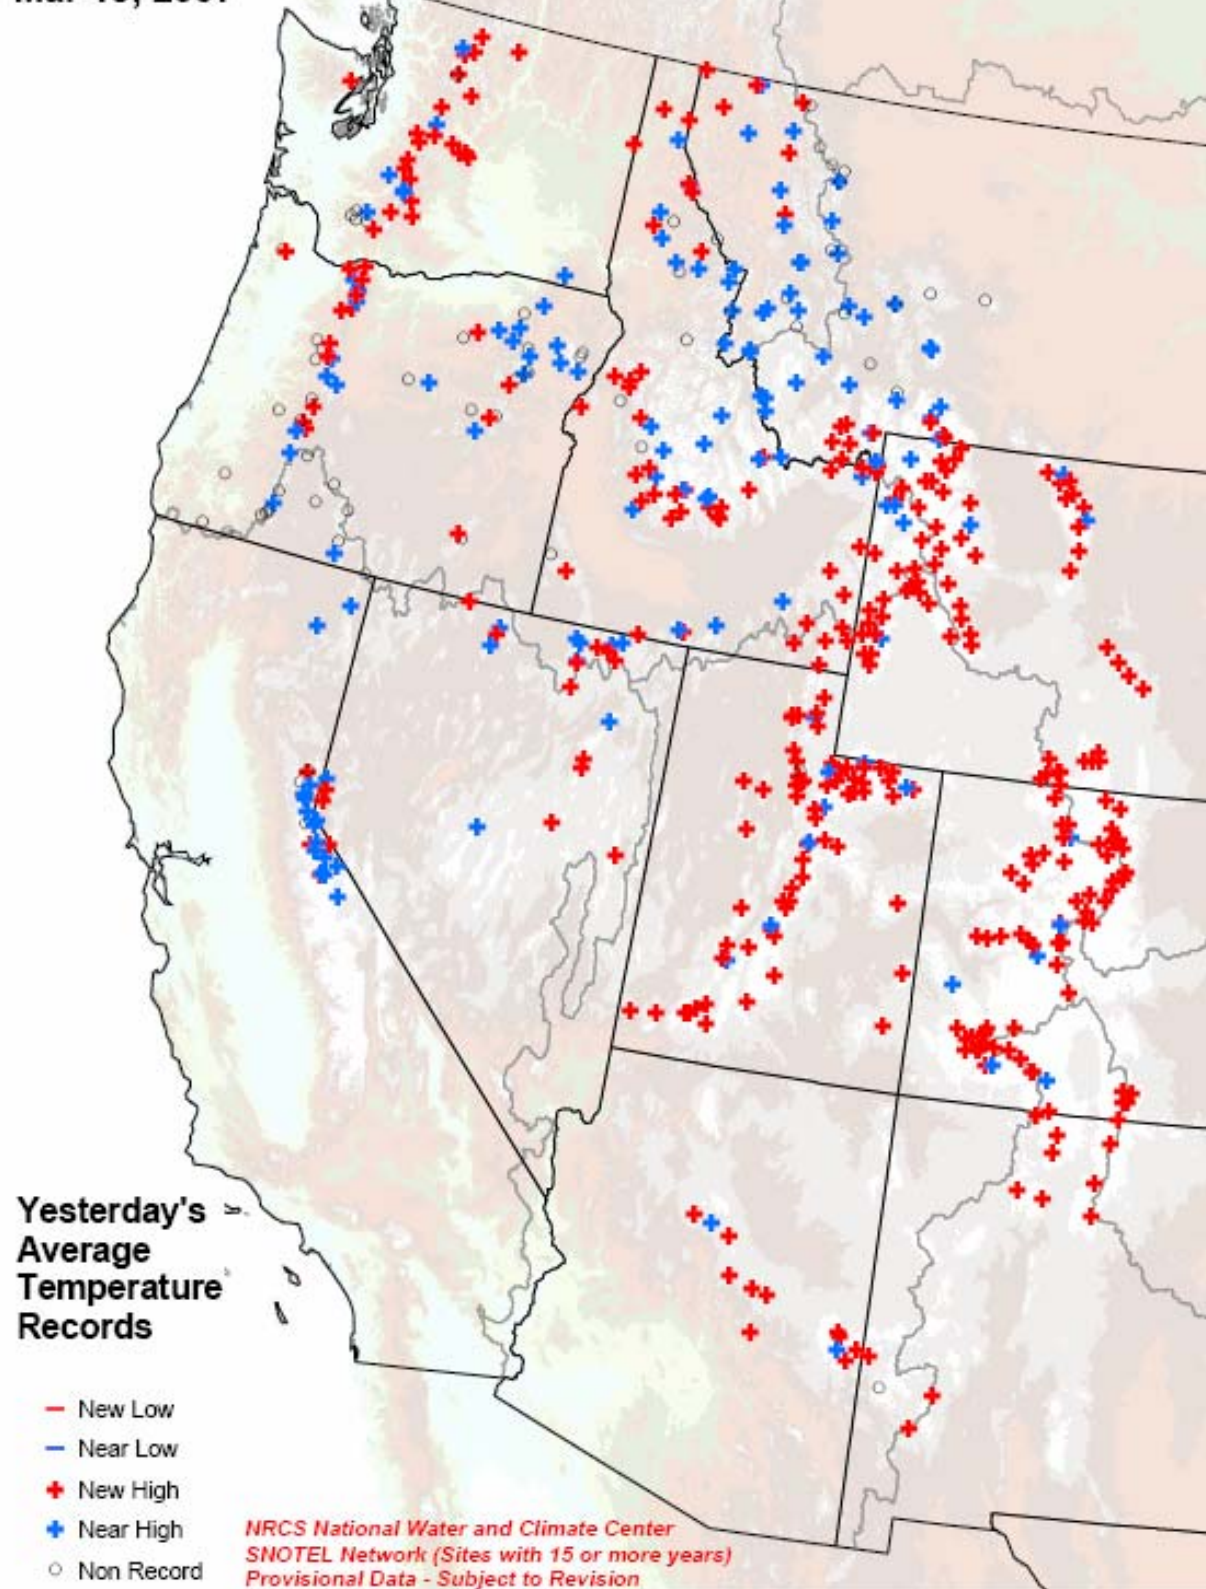 Yesterday's
Average
Temperature
Records
New Low
Near Low
New High
Near High
Non Record
NRCS National Water and Climate Center
SNOTEL Network (Sites with 15 or more years)
Provisional Data - Subject to Revision